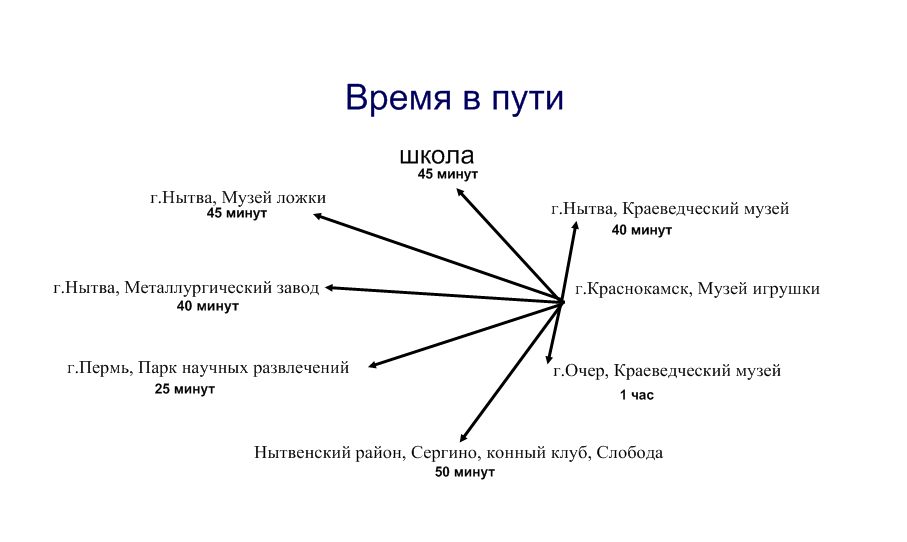 Время в пути
школа
45 минут
г.Нытва, Музей ложки
45 минут
г.Нытва, Краеведческий музей
40 минут
г.Нытва, Металлургический завод
40 минут
г.Краснокамск, Музей игрушки
г.Пермь, Парк научных развлечений
25 минут
г.Очер, Краеведческий музей
1 час
Нытвенский район, Сергино, конный клуб, Слобода
50 минут